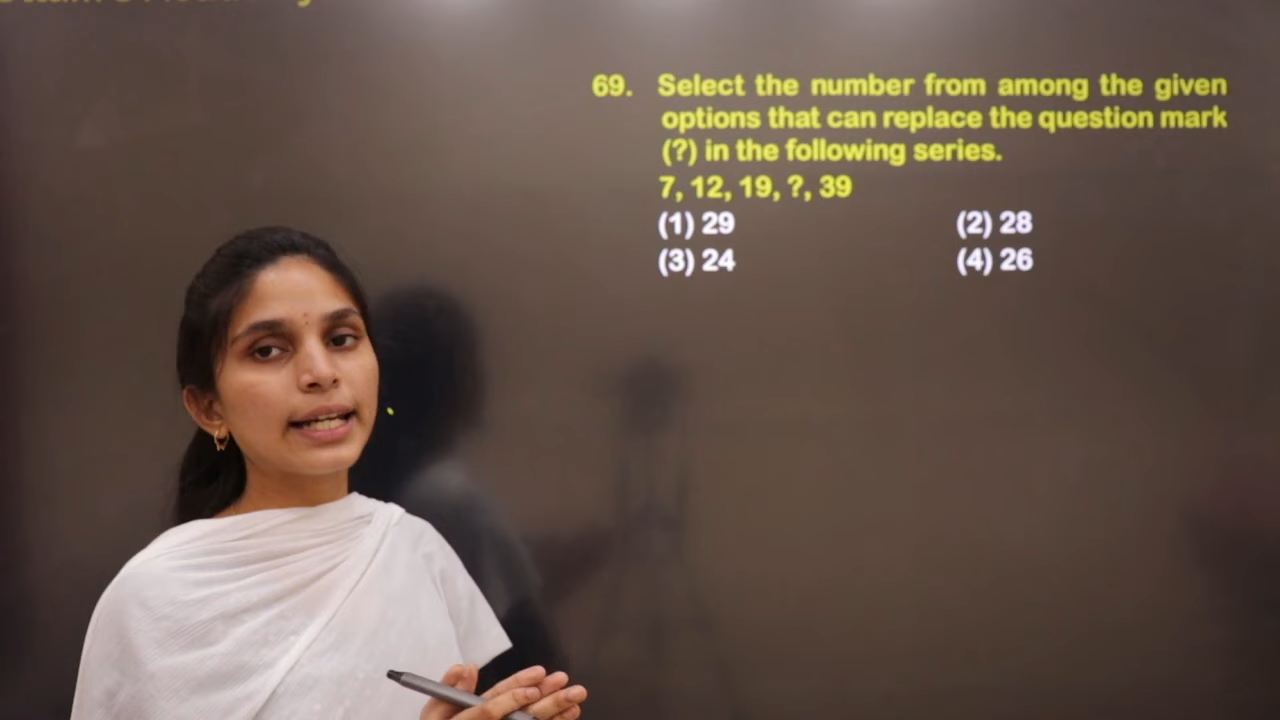 69. Select the number from among the given
options that can replace the question mark
(?) in the following series.
7, 12, 19, ?, 39
(1) 29 (2) 28
(3) 24 (4) 26